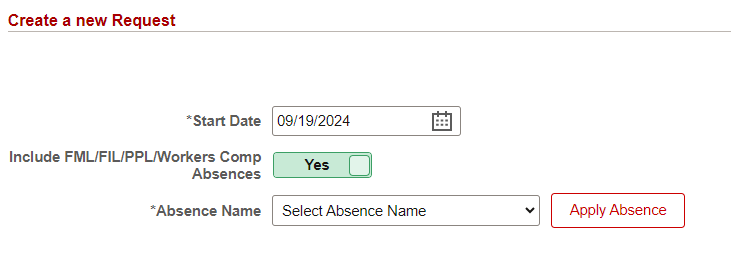 Create a new Request
*Start Date 09/19/2024
Include FML/FIL/PPL/Workers Comp
Absences Yes
*Absence Name Select Absence Name Apply Absence